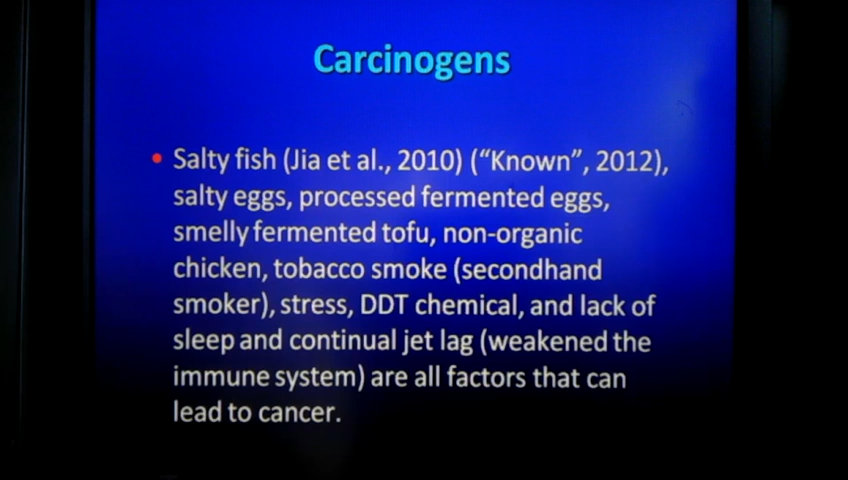 Carcinogens
• Salty fish (Jia et al., 2010) (“Known”, 2012),
salty eggs, processed fermented eggs,
smelly fermented tofu, non-organic
chicken, tobacco smoke (secondhand
smoker), stress, DDT chemical, and lack of
sleep and continual jet lag (weakened the
immune system) are all factors that can
lead to cancer.